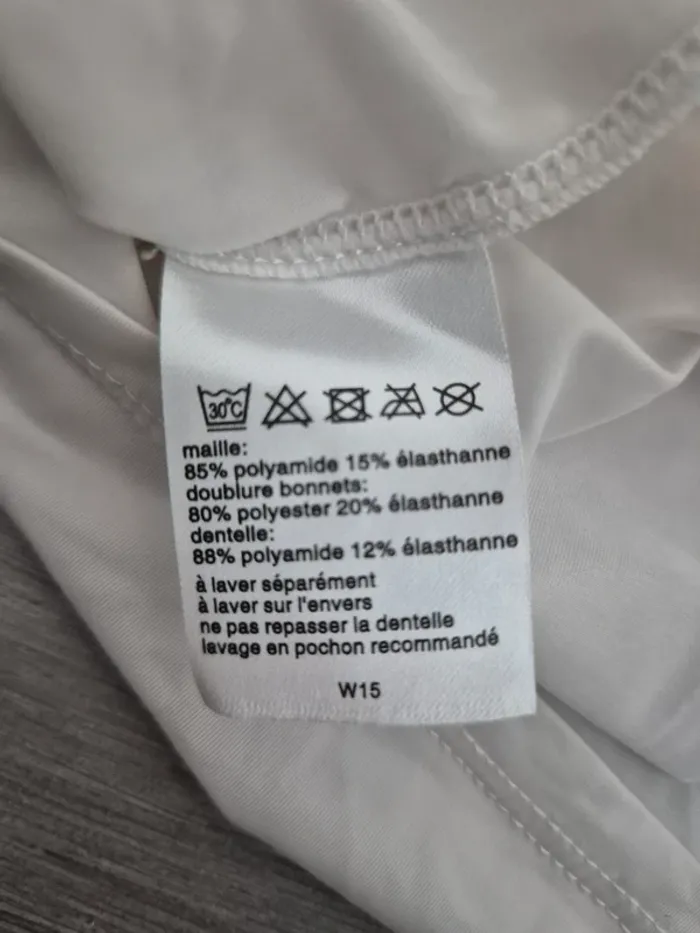 30°C
maille:
85% polyamide 15% élasthanne
doublure bonnets:
80% polyester 20% élasthanne
dentelle:
88% polyamide 12% élasthanne
à laver séparément
à laver sur l'envers
ne pas repasser la dentelle
lavage en pochon recommandé
W15